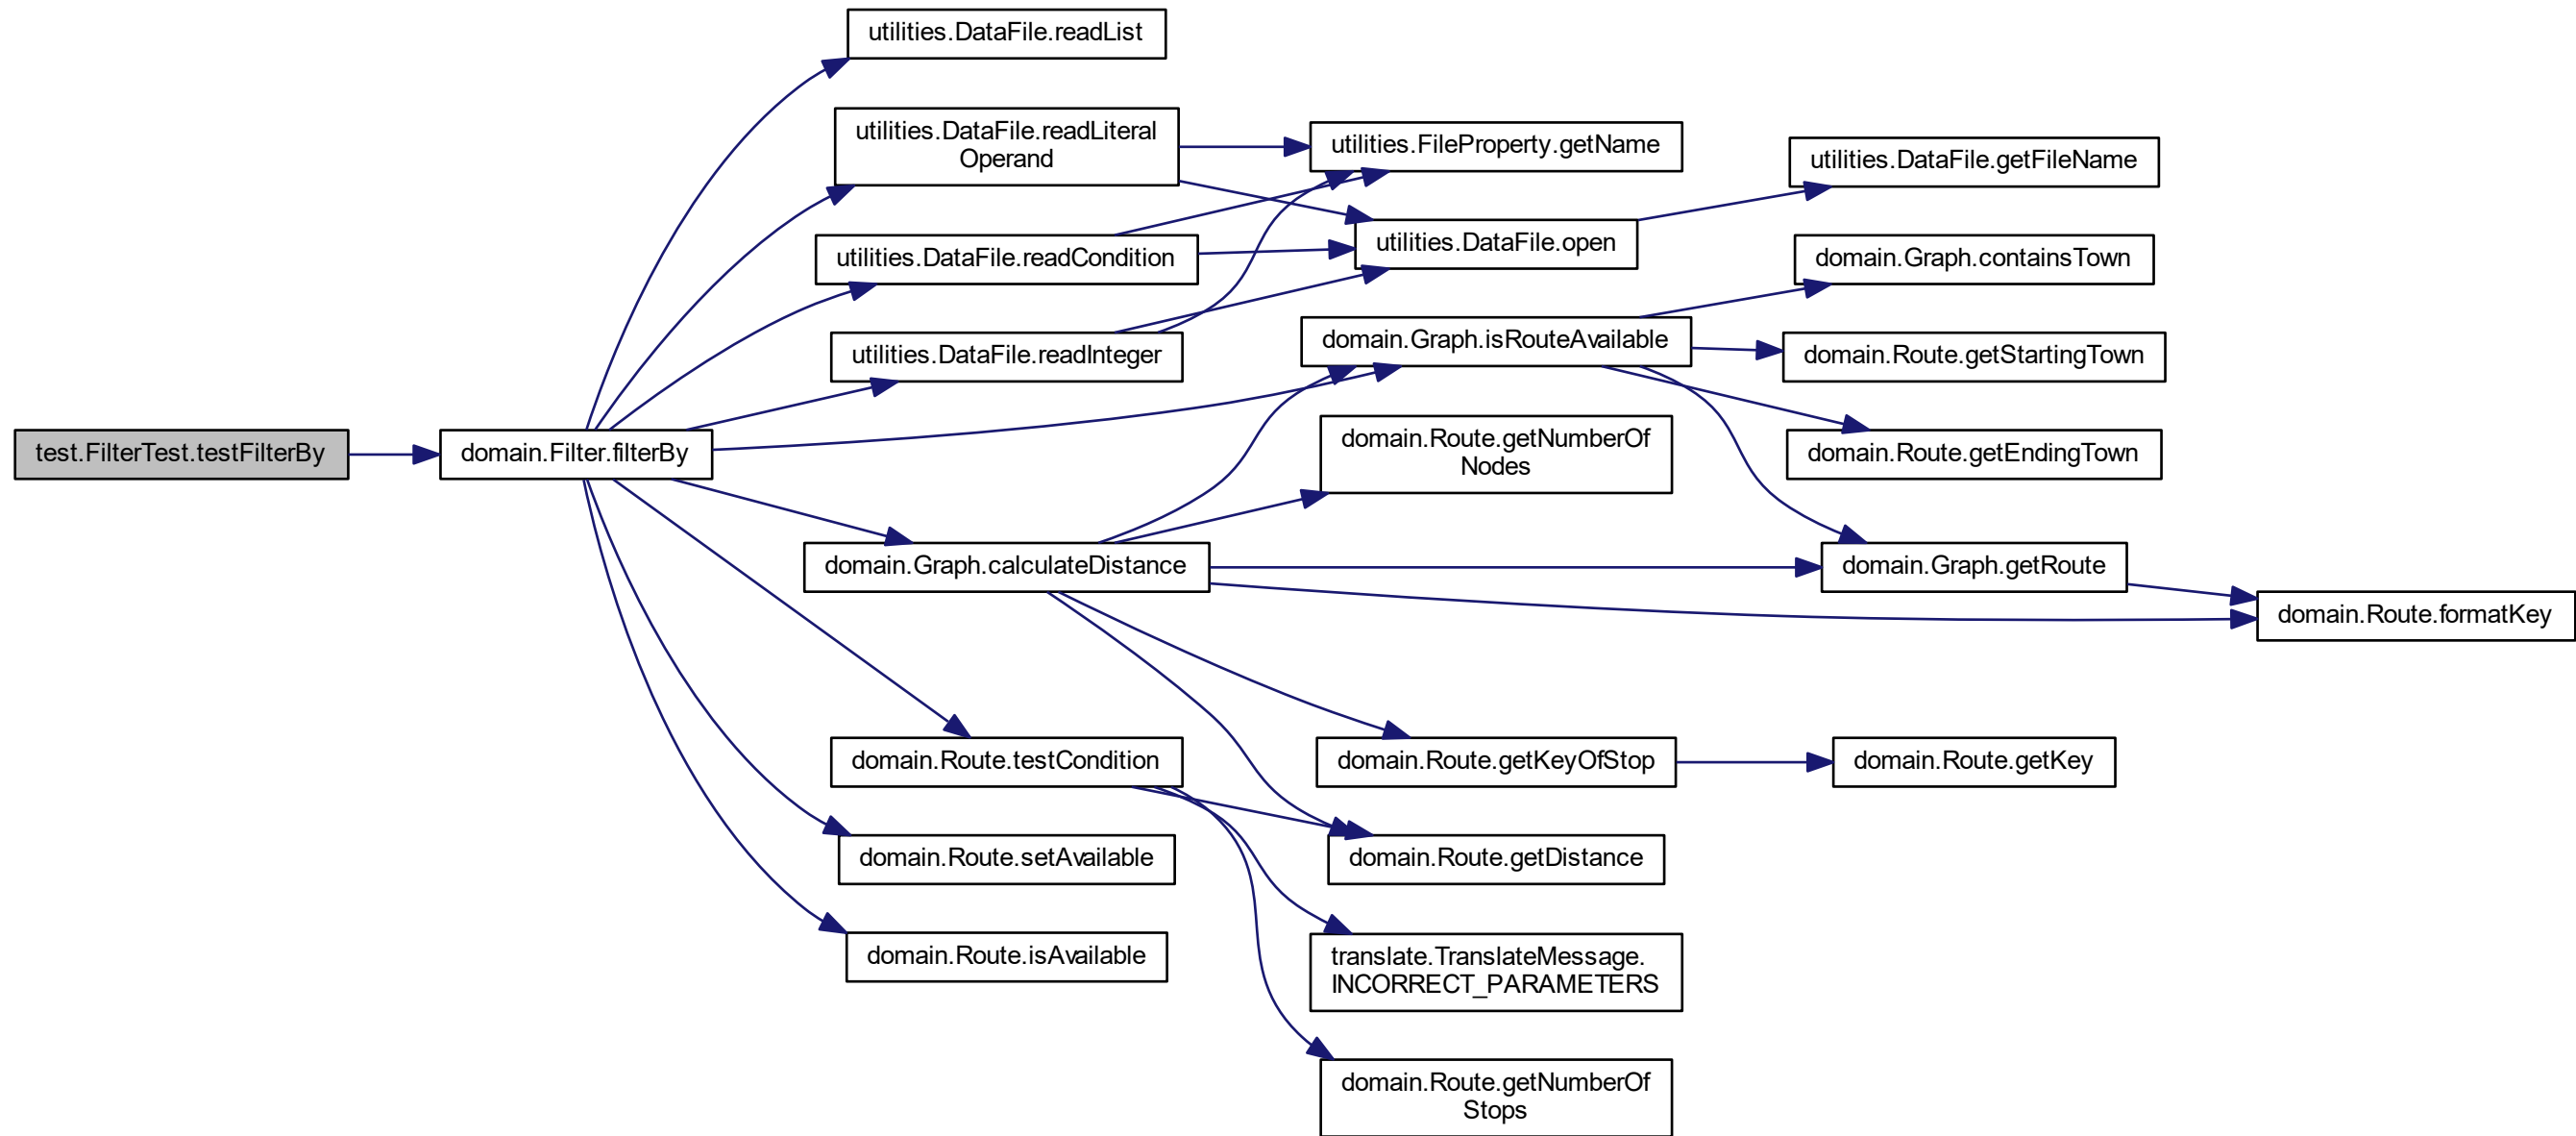 test.FilterTest.testFilterBy
domain.Filter.filterBy
utilities.DataFile.readList
utilities.DataFile.readLiteral
Operand
utilities.DataFile.readCondition
utilities.DataFile.readInteger
domain.Graph.calculateDistance
domain.Route.testCondition
domain.Route.setAvailable
domain.Route.isAvailable
utilities.FileProperty.getName
utilities.DataFile.open
domain.Graph.isRouteAvailable
domain.Route.getNumberOf
Nodes
domain.Route.getKeyOfStop
domain.Route.getDistance
translate.TranslateMessage.
INCORRECT_PARAMETERS
domain.Route.getNumberOf
Stops
utilities.DataFile.getFileName
domain.Graph.containsTown
domain.Route.getStartingTown
domain.Route.getEndingTown
domain.Graph.getRoute
domain.Route.getKey
domain.Route.formatKey